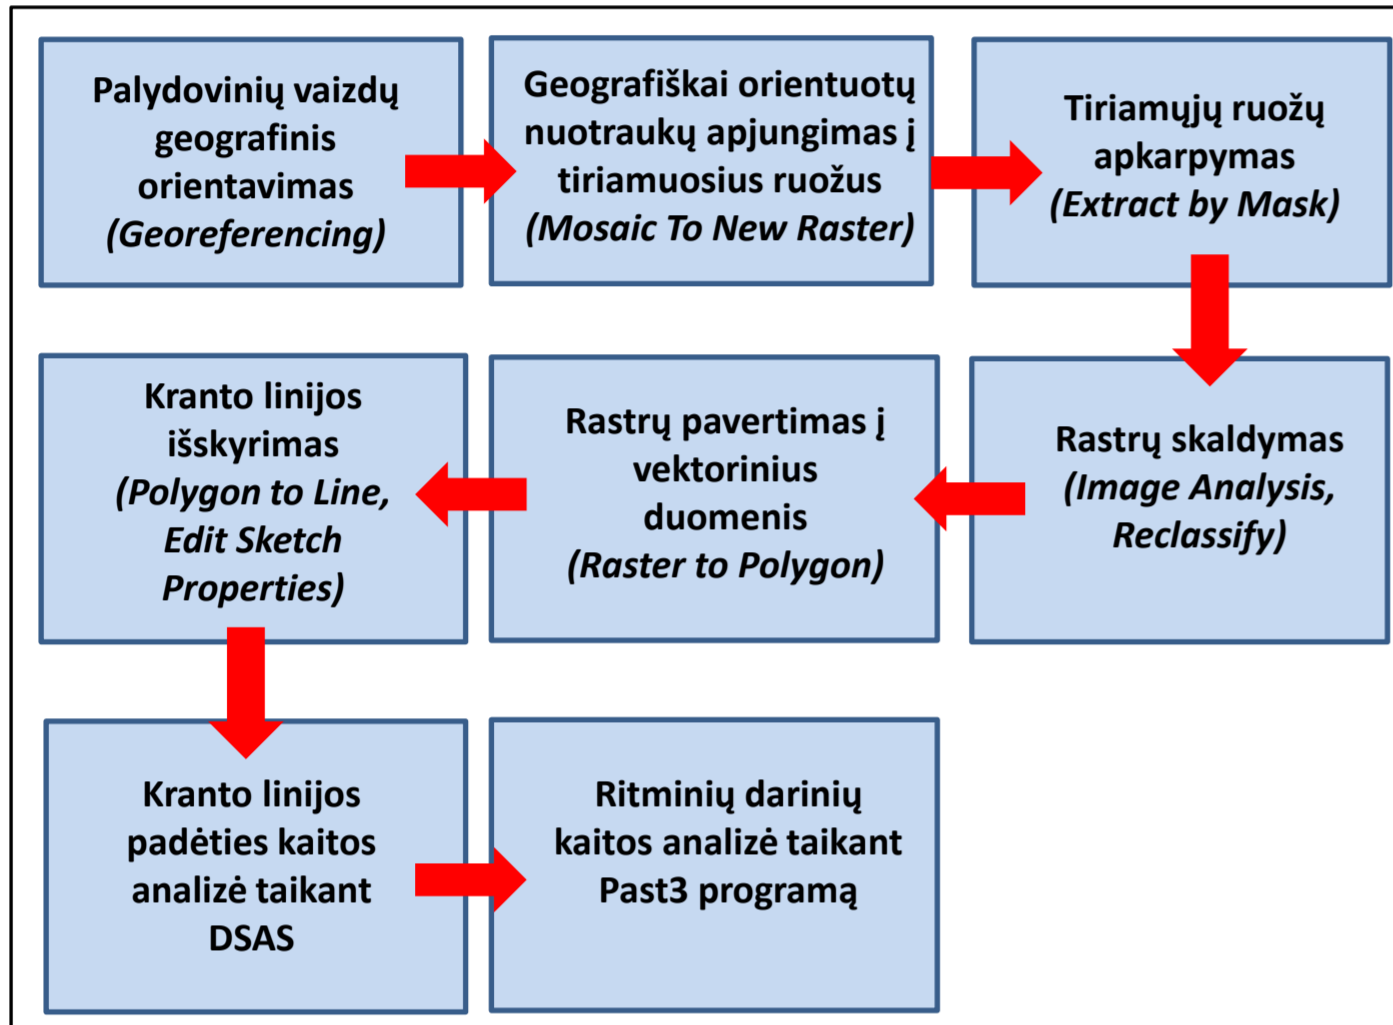 Palydovinių vaizdų
geografinis
orientavimas
(Georeferencing)
Geografiškai orientuotų
nuotraukų apjungimas į
tiriamuosius ruožus
(Mosaic To New Raster)
Tiriamųjų ruožų
apkarpymas
(Extract by Mask)
Rastrų skaldymas
(Image Analysis,
Reclassify)
Rastrų pavertimas į
vektorinius
duomenis
(Raster to Polygon)
Kranto linijos
išskyrimas
(Polygon to Line,
Edit Sketch
Properties)
Kranto linijos
padėties kaitos
analizė taikant
DSAS
Ritminių darinių
kaitos analizė taikant
Past3 programą